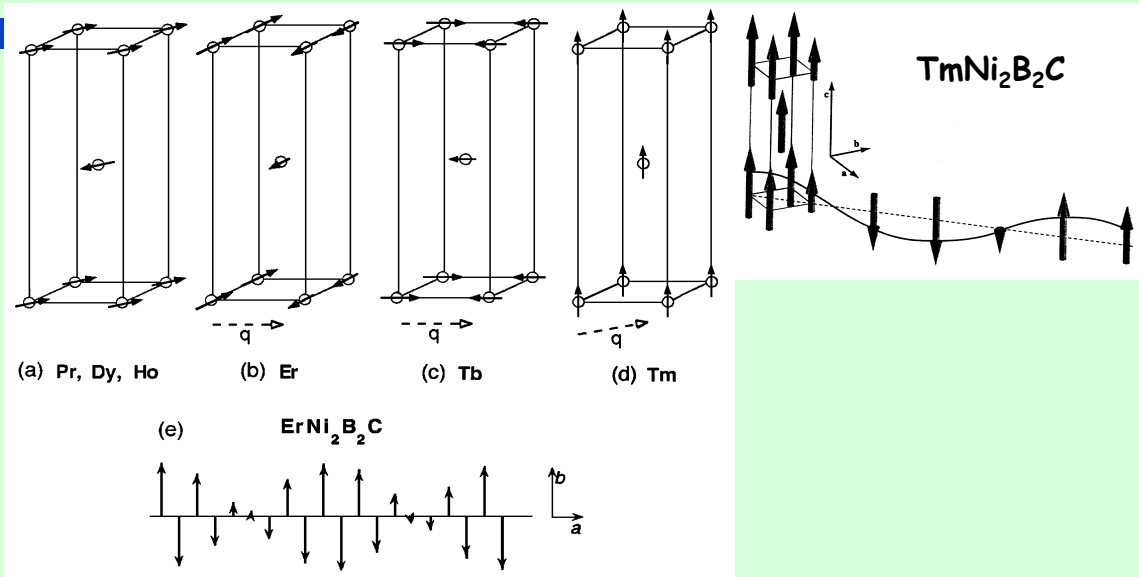 TmNi₂B₂C
c
b
a
q
q
q
(a) Pr, Dy, Ho
(b) Er
(c) Tb
(d) Tm
(e) ErNi₂B₂C
b
a